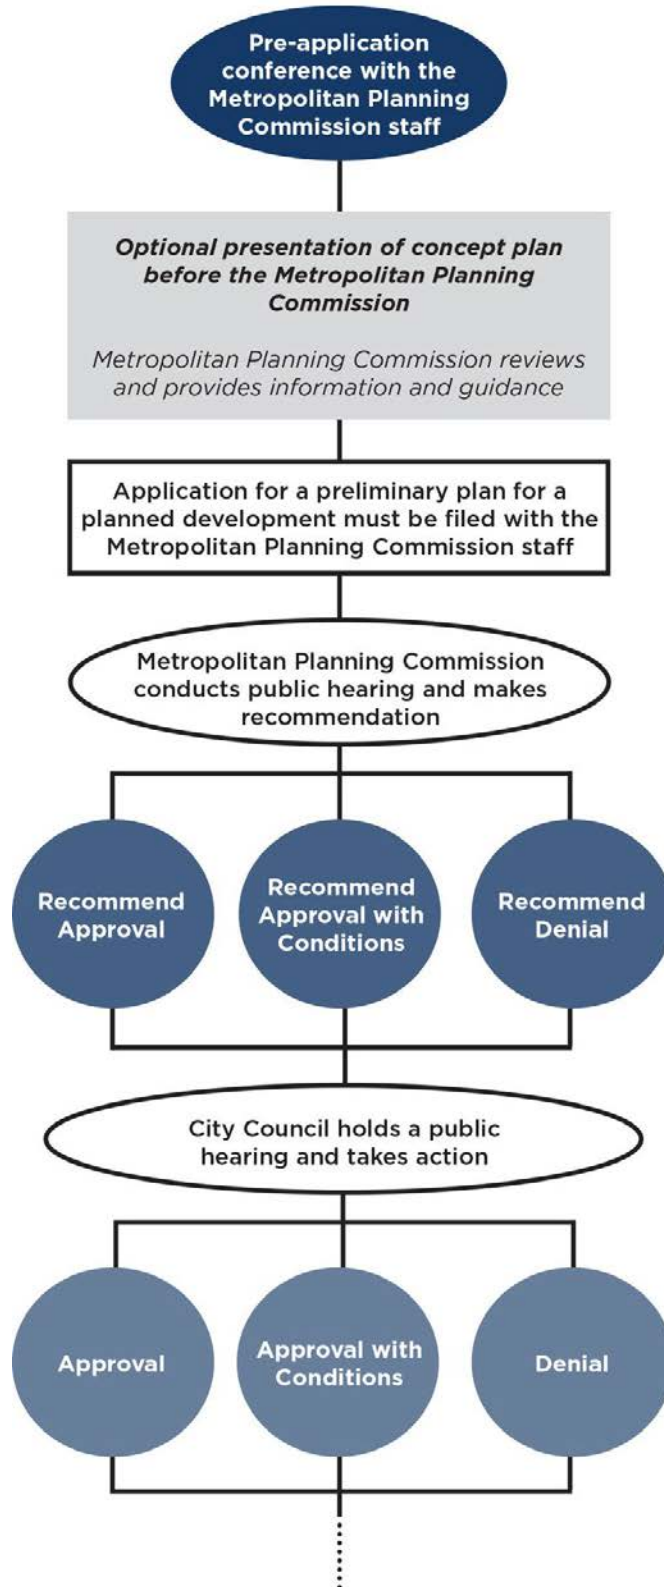 Pre-application
conference with the
Metropolitan Planning
Commission staff
Optional presentation of concept plan
before the Metropolitan Planning
Commission
Metropolitan Planning Commission reviews
and provides information and guidance
Application for a preliminary plan for a
planned development must be filed with the
Metropolitan Planning Commission staff
Metropolitan Planning Commission
conducts public hearing and makes
recommendation
Recommend
Approval
Recommend
Approval with
Conditions
Recommend
Denial
City Council holds a public
hearing and takes action
Approval
Approval with
Conditions
Denial